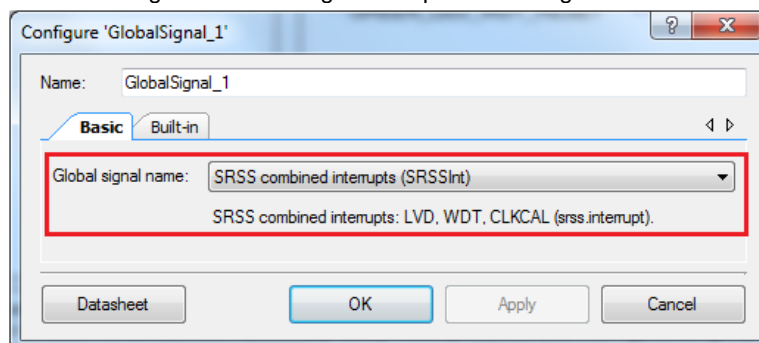 Configure 'GlobalSignal_1'
Name: GlobalSignal_1
Basic Built-in
Global signal name: SRSS combined interrupts (SRSSInt)
SRSS combined interrupts: LVD, WDT, CLKCAL (srss.interrupt).
Datasheet OK Apply Cancel